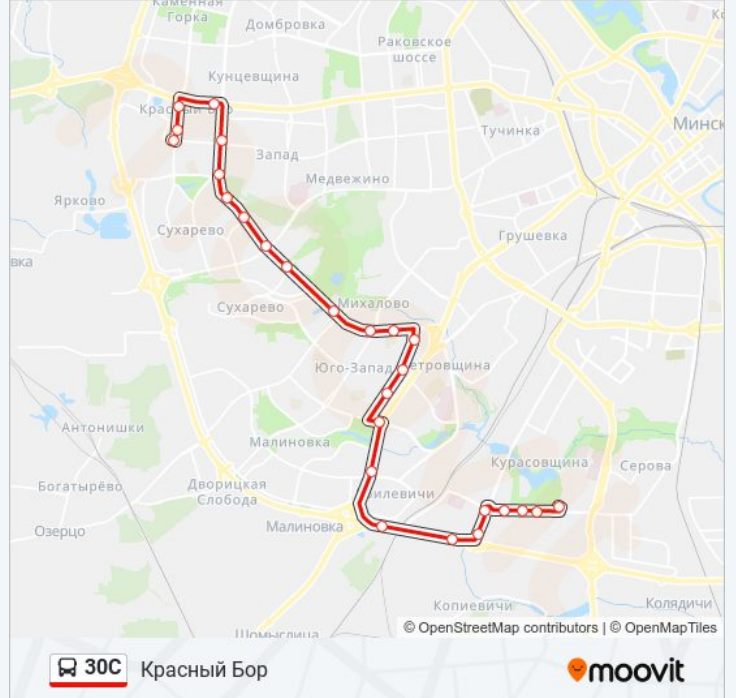 Каменная
Горка
Домбровка
Раковское
шоссе
Кунцевщина
Красный Бор
Тучинка
Минск
Запад
Медвежино
Ярково
Сухарево
Грушевка
вка
Сухарево
Михалово
Юго-Запад
етровщина
Антонишки
Малиновка
Курасовщина
Серова
Богатырёво
Дворицкая
Слобода
илевичи
Малиновка
Озерцо
Копиевичи
Колядичи
Шомыслица
© OpenStreetMap contributors | © OpenMapTiles
30С Красный Бор
moovit